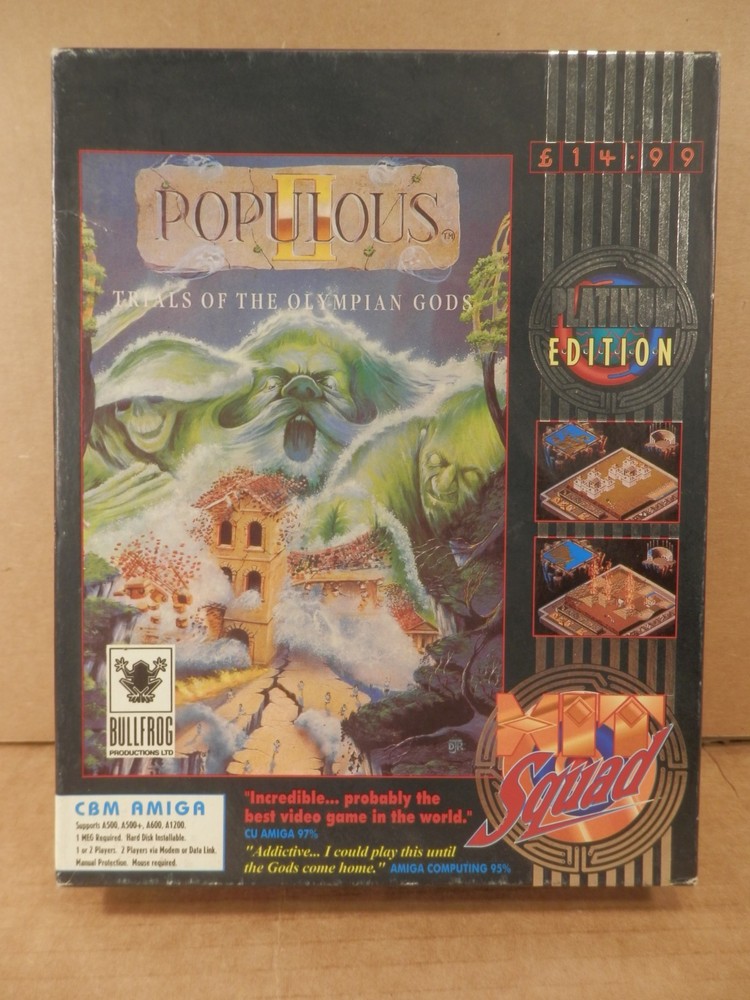 £14.99
POPULOUS II ™
TRIALS OF THE OLYMPIAN GODS
PLATINUM
EDITION
BULLFROG
PRODUCTIONS LTD
HIT
Squad
CBM AMIGA
Supports A500, A500+, A600, A1200.
1 MEG Required. Hard Disk Installable.
1 or 2 Players. 2 Players via Modem or Data Link.
Manual Protection. Mouse required.
"Incredible... probably the
best video game in the world."
CU AMIGA 97%
"Addictive... I could play this until
the Gods come home." AMIGA COMPUTING 95%